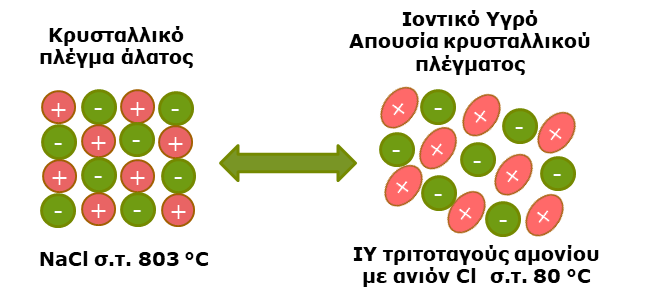 Κρυσταλλικό
πλέγμα άλατος
Ιοντικό Υγρό
Απουσία κρυσταλλικού
πλέγματος
+ - + -
- + - +
+ - + -
- + - +
+ - + - +
- + - + -
+ - + - +
NaCl σ.τ. 803 °C
ΙΥ τριτοταγούς αμονίου
με ανιόν Cl σ.τ. 80 °C